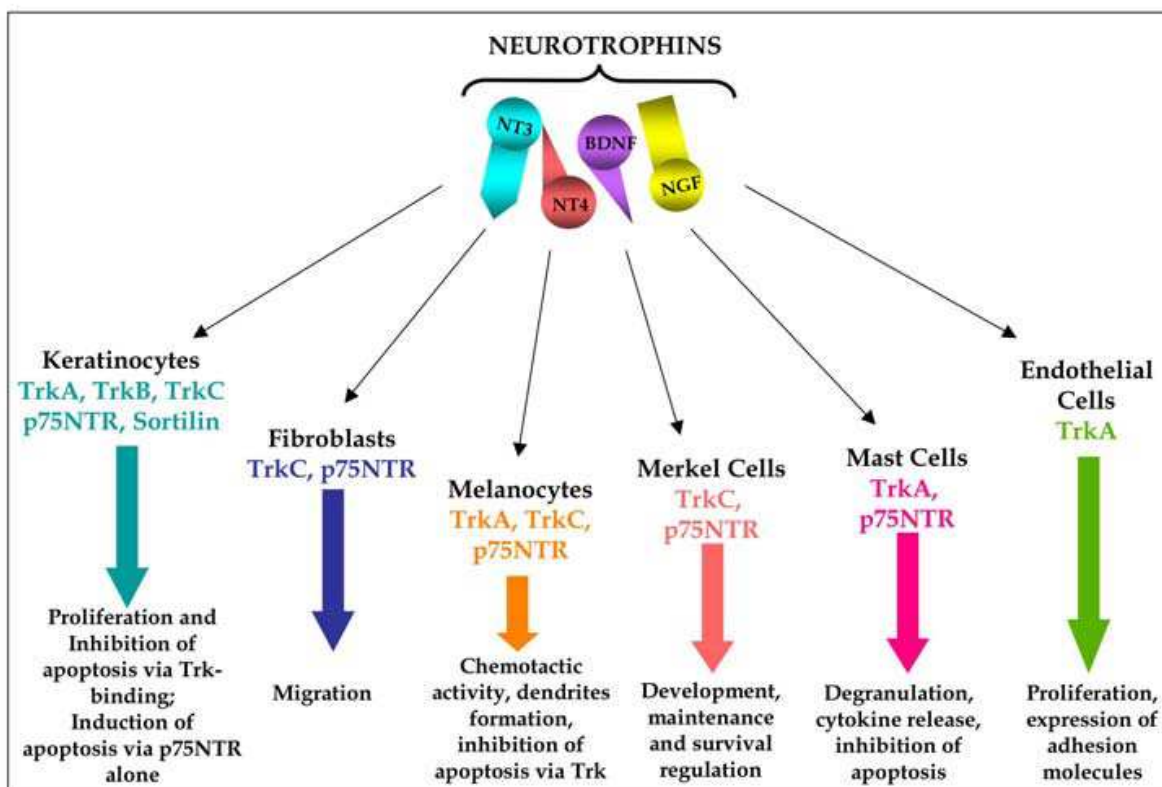 NEUROTROPHINS
NT3
NT4
BDNF
NGF
Keratinocytes
TrkA, TrkB, TrkC
p75NTR, Sortilin
Proliferation and
Inhibition of
apoptosis via Trk-
binding;
Induction of
apoptosis via p75NTR
alone
Fibroblasts
TrkC, p75NTR
Migration
Melanocytes
TrkA, TrkC,
p75NTR
Chemotactic
activity, dendrites
formation,
inhibition of
apoptosis via Trk
Merkel Cells
TrkC,
p75NTR
Development,
maintenance
and survival
regulation
Mast Cells
TrkA,
p75NTR
Degranulation,
cytokine release,
inhibition of
apoptosis
Endothelial
Cells
TrkA
Proliferation,
expression of
adhesion
molecules